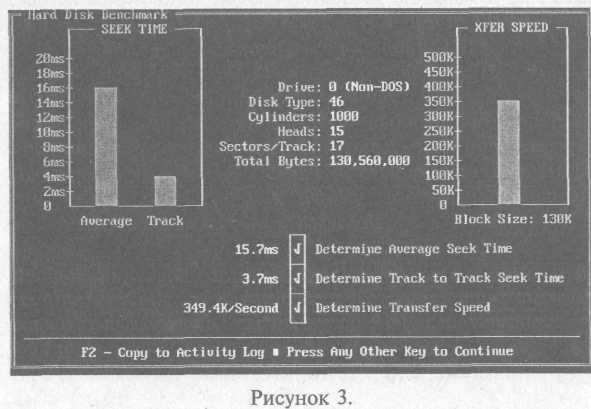 Hard Disk Benchmark
SEEK TIME
20ms
18ms
16ms
14ms
12ms
10ms
8ms
6ms
4ms
2ms
0
Average Track
Drive: 0 (Non-DOS)
Disk Type: 46
Cylinders: 1000
Heads: 15
Sectors/Track: 17
Total Bytes: 130,560,000
XFER SPEED
500K
450K
400K
350K
300K
250K
200K
150K
100K
50K
0
Block Size: 130K
15.7ms √ Determine Average Seek Time
3.7ms √ Determine Track to Track Seek Time
349.4K/Second √ Determine Transfer Speed
F2 - Copy to Activity Log ■ Press Any Other Key to Continue
Рисунок 3.